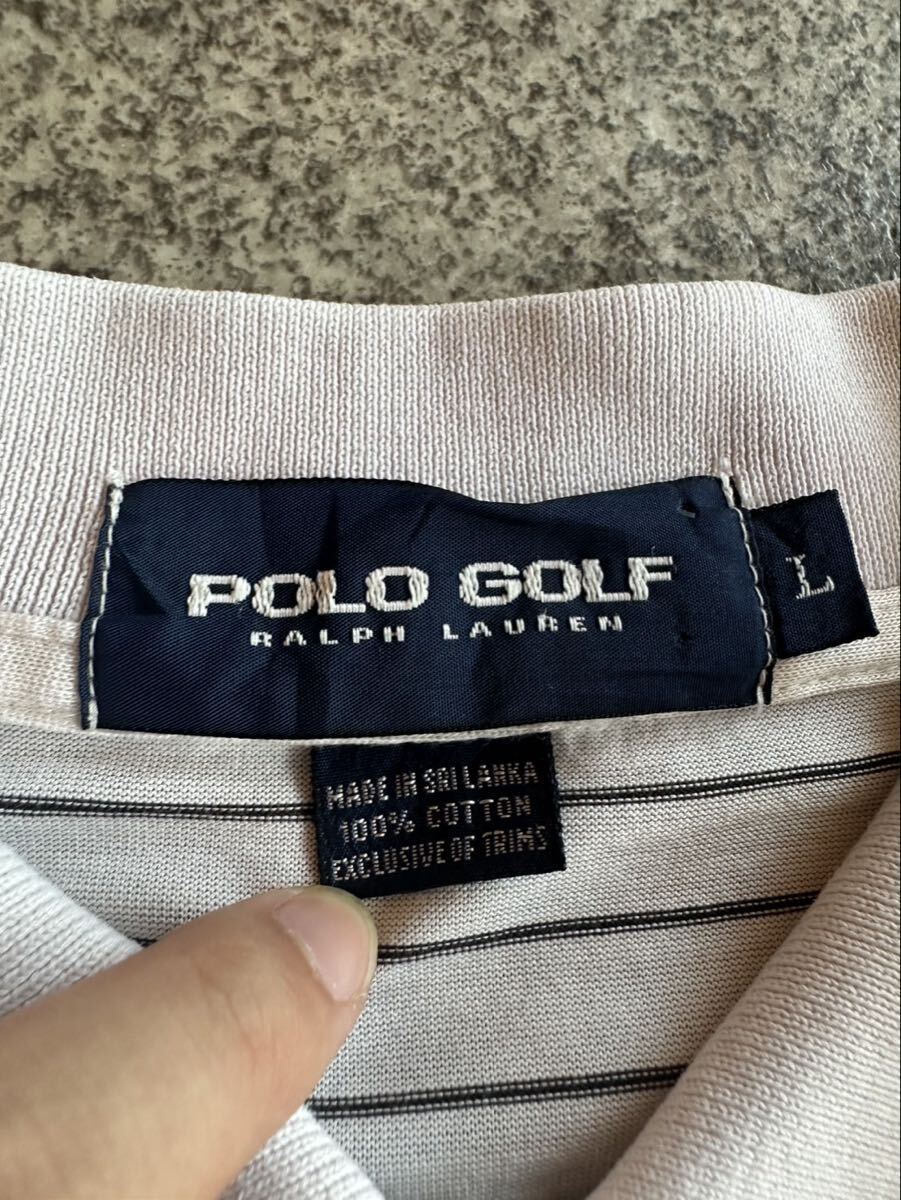 POLO GOLF
RALPH LAUREN
L
MADE IN SRI LANKA
100% COTTON
EXCLUSIVE OF TRIMS